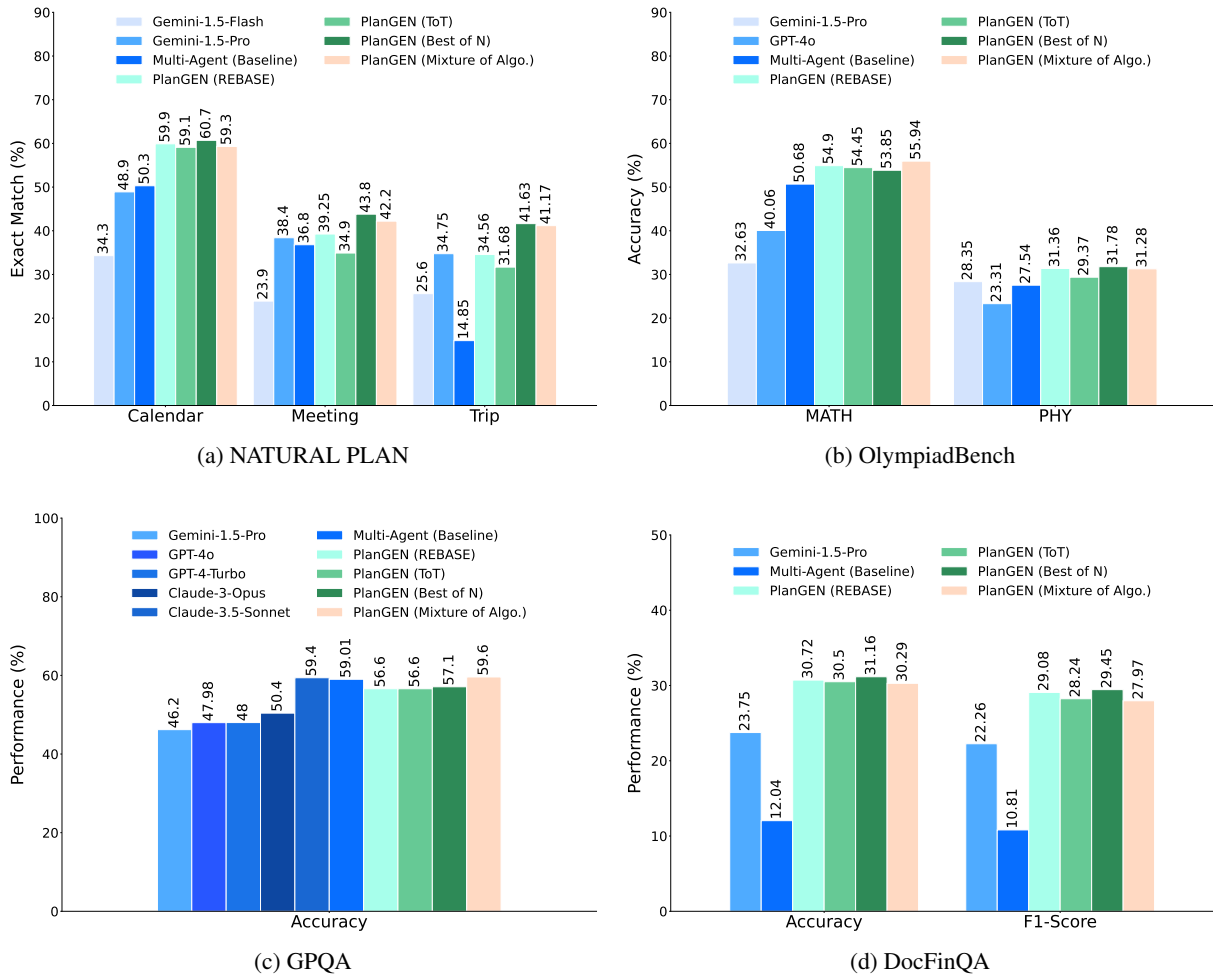 Gemini-1.5-Flash
Gemini-1.5-Pro
Multi-Agent (Baseline)
PlanGEN (REBASE)
PlanGEN (ToT)
PlanGEN (Best of N)
PlanGEN (Mixture of Algo.)
Exact Match (%)
90
80
70
60
50
40
30
20
10
0
34.3
48.9
50.3
59.9
59.1
60.7
59.3
23.9
38.4
36.8
39.25
34.9
43.8
42.2
25.6
34.75
14.85
34.56
31.68
41.63
41.17
Calendar
Meeting
Trip
(a) NATURAL PLAN
Gemini-1.5-Pro
GPT-4o
Multi-Agent (Baseline)
PlanGEN (REBASE)
PlanGEN (ToT)
PlanGEN (Best of N)
PlanGEN (Mixture of Algo.)
Accuracy (%)
90
80
70
60
50
40
30
20
10
0
32.63
40.06
50.68
54.9
54.45
53.85
55.94
28.35
23.31
27.54
31.36
29.37
31.78
31.28
MATH
PHY
(b) OlympiadBench
Gemini-1.5-Pro
GPT-4o
GPT-4-Turbo
Claude-3-Opus
Claude-3.5-Sonnet
Multi-Agent (Baseline)
PlanGEN (REBASE)
PlanGEN (ToT)
PlanGEN (Best of N)
PlanGEN (Mixture of Algo.)
Performance (%)
100
80
60
40
20
0
46.2
47.98
48
50.4
59.4
59.01
56.6
56.6
57.1
59.6
Accuracy
(c) GPQA
Gemini-1.5-Pro
Multi-Agent (Baseline)
PlanGEN (REBASE)
PlanGEN (ToT)
PlanGEN (Best of N)
PlanGEN (Mixture of Algo.)
Performance (%)
50
40
30
20
10
0
23.75
12.04
30.72
30.5
31.16
30.29
22.26
10.81
29.08
28.24
29.45
27.97
Accuracy
F1-Score
(d) DocFinQA